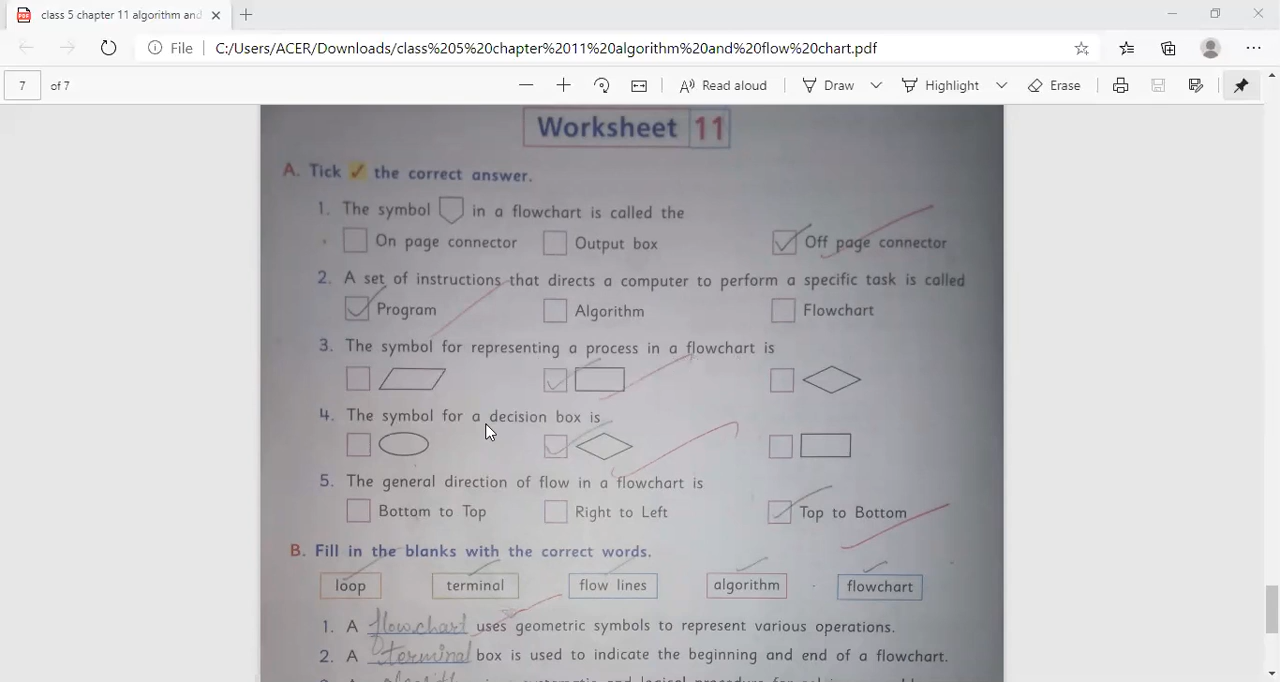 class 5 chapter 11 algorithm and
File
C:/Users/ACER/Downloads/class%205%20chapter%2011%20algorithm%20and%20flow%20chart.pdf
7 of 7
Read aloud
Draw
Highlight
Erase
Worksheet 11
A. Tick ✓ the correct answer.
1. The symbol in a flowchart is called the
On page connector Output box Off page connector
2. A set of instructions that directs a computer to perform a specific task is called
Program Algorithm Flowchart
3. The symbol for representing a process in a flowchart is
4. The symbol for a decision box is
5. The general direction of flow in a flowchart is
Bottom to Top Right to Left Top to Bottom
B. Fill in the blanks with the correct words.
loop terminal flow lines algorithm flowchart
1. A flowchart uses geometric symbols to represent various operations.
2. A terminal box is used to indicate the beginning and end of a flowchart.